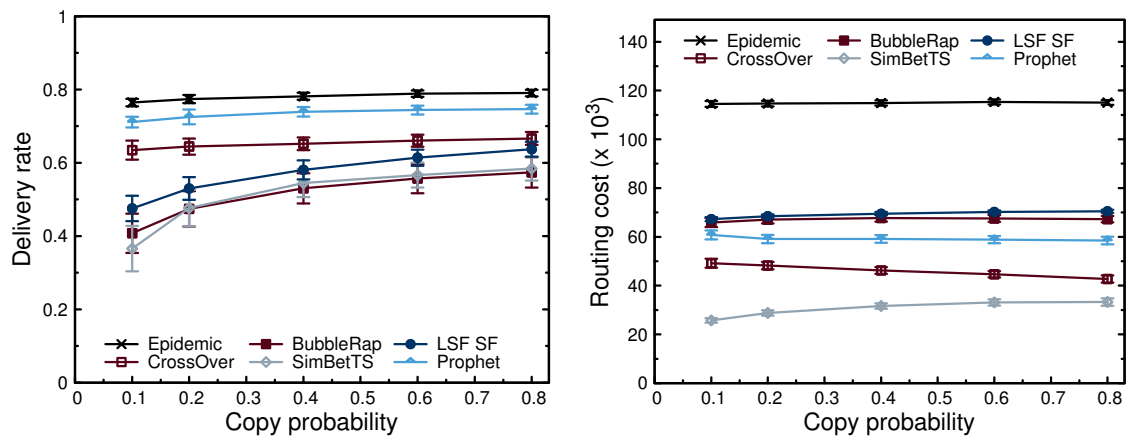 1
0.8
0.6
0.4
0.2
0
Delivery rate
Epidemic BubbleRap LSF SF
CrossOver SimBetTS Prophet
0 0.1 0.2 0.3 0.4 0.5 0.6 0.7 0.8
Copy probability
140
120
100
80
60
40
20
0
Routing cost (x 10³)
Epidemic BubbleRap LSF SF
CrossOver SimBetTS Prophet
0 0.1 0.2 0.3 0.4 0.5 0.6 0.7 0.8
Copy probability